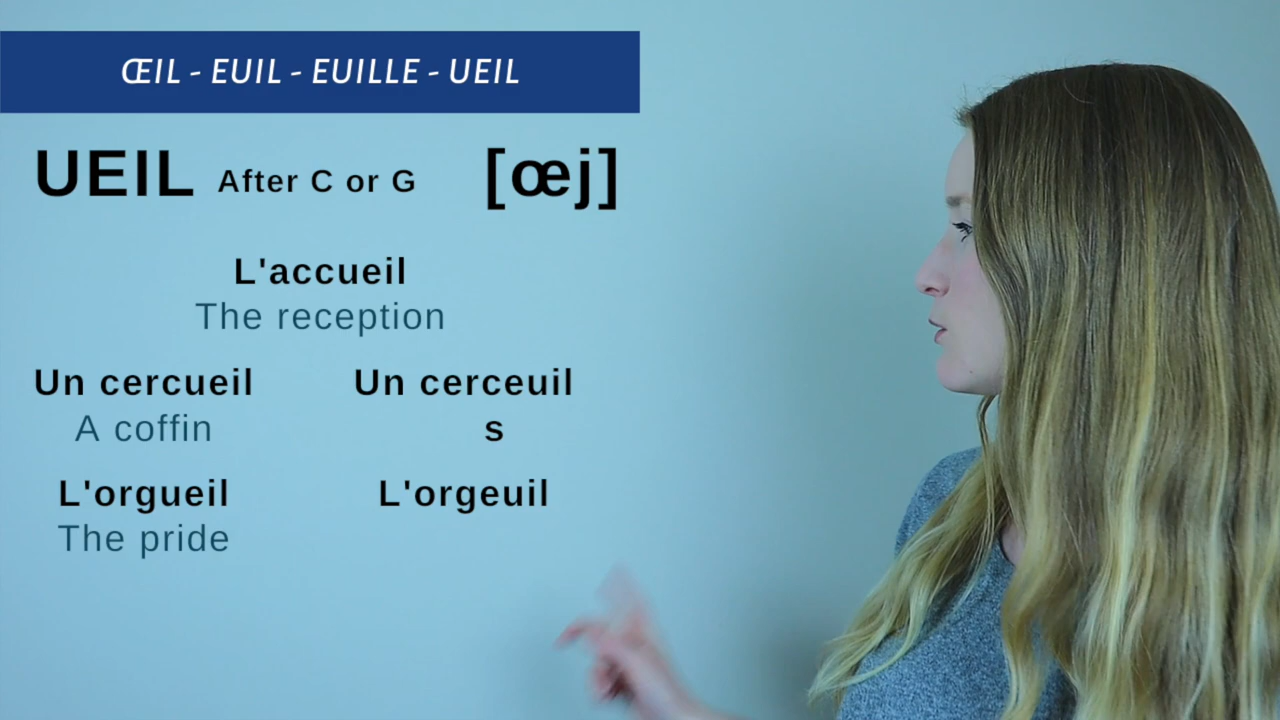 ŒIL - EUIL - EUILLE - UEIL
UEIL After C or G [œj]
L'accueil
The reception
Un cercueil Un cerceuil
A coffin s
L'orgueil L'orgeuil
The pride